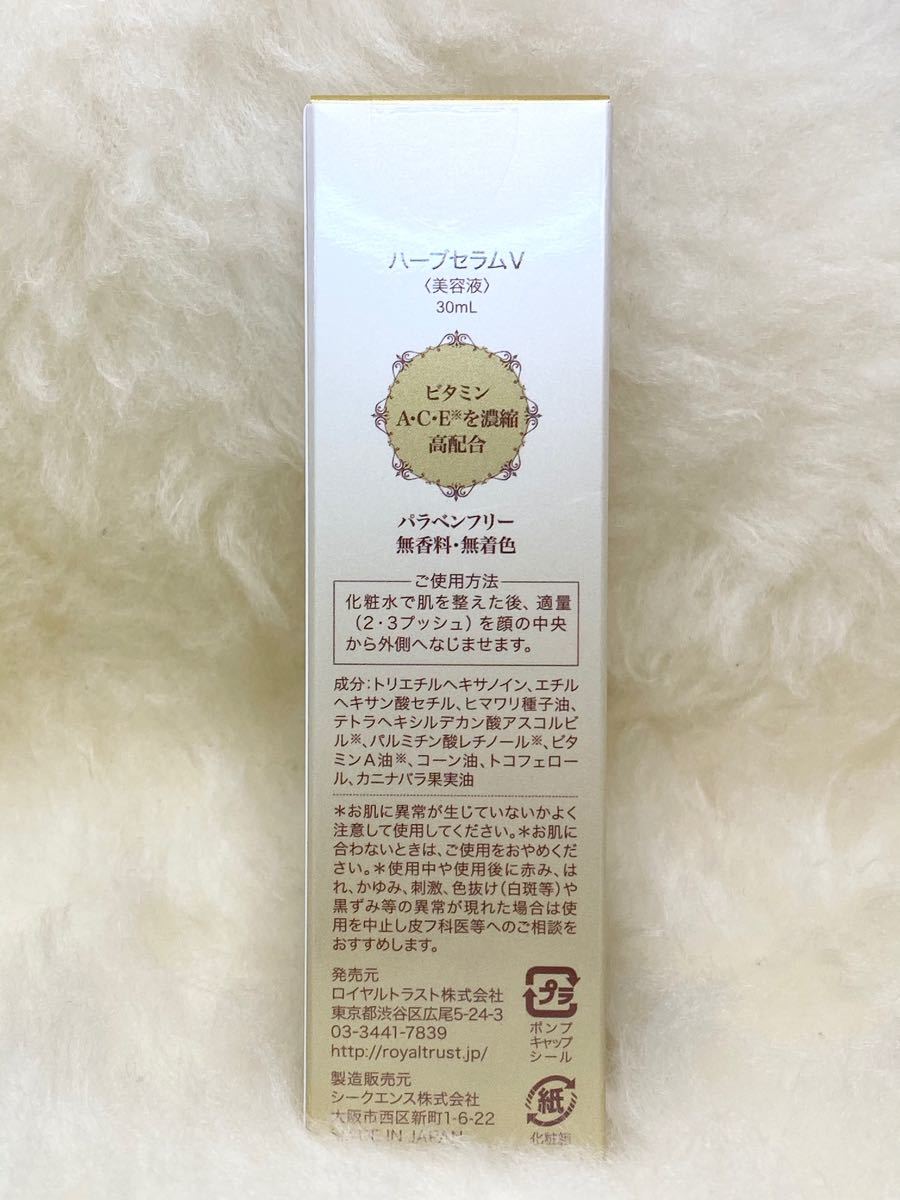 ハーブセラムV
〈美容液〉
30mL
ビタミン
A・C・E※を濃縮
高配合
パラベンフリー
無香料・無着色
ご使用方法
化粧水で肌を整えた後、適量
（2・3プッシュ）を顔の中央
から外側へなじませます。
成分：トリエチルヘキサノイン、エチル
ヘキサン酸セチル、ヒマワリ種子油、
テトラヘキシルデカン酸アスコルビ
ル※、パルミチン酸レチノール※、ビタ
ミンA油※、コーン油、トコフェロー
ル、カニナバラ果実油
＊お肌に異常が生じていないかよく
注意して使用してください。＊お肌に
合わないときは、ご使用をおやめくだ
さい。＊使用中や使用後に赤み、は
れ、かゆみ、刺激、色抜け（白斑等）や
黒ずみ等の異常が現れた場合は使
用を中止し皮フ科医等へのご相談を
おすすめします。
発売元
ロイヤルトラスト株式会社
東京都渋谷区広尾5-24-3
03-3441-7839
http://royaltrust.jp/
プラ
ポンプ
キャップ
シール
製造販売元
シークエンス株式会社
大阪市西区新町1-6-22
MADE IN JAPAN
紙
化粧箱